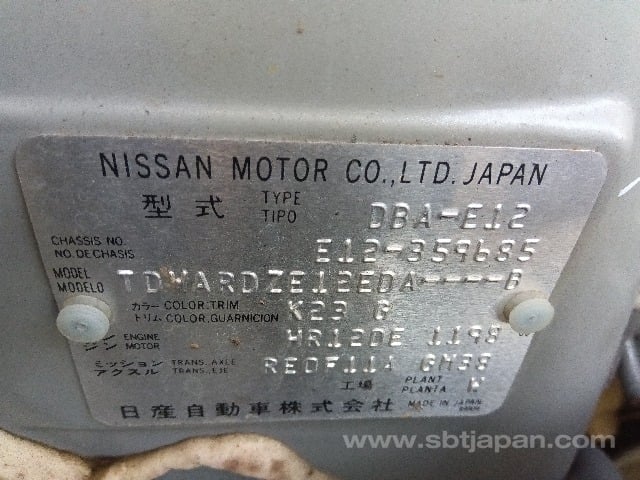 NISSAN MOTOR CO., LTD. JAPAN
型式 TYPE TIPO DBA-E12
CHASSIS NO. NO. DE CHASIS E12-359685
MODEL MODELO TDYARDZE12EDA-----B
カラー COLOR,TRIM トリム COLOR,GUARNICION K23 G
ENGINE MOTOR HR12DE 1198
ミッション TRANS. AXLE アクスル TRANS. EJE RE0F11A GM38
工場 PLANT PLANTA W
日産自動車株式会社 MADE IN JAPAN
www.sbtjapan.com